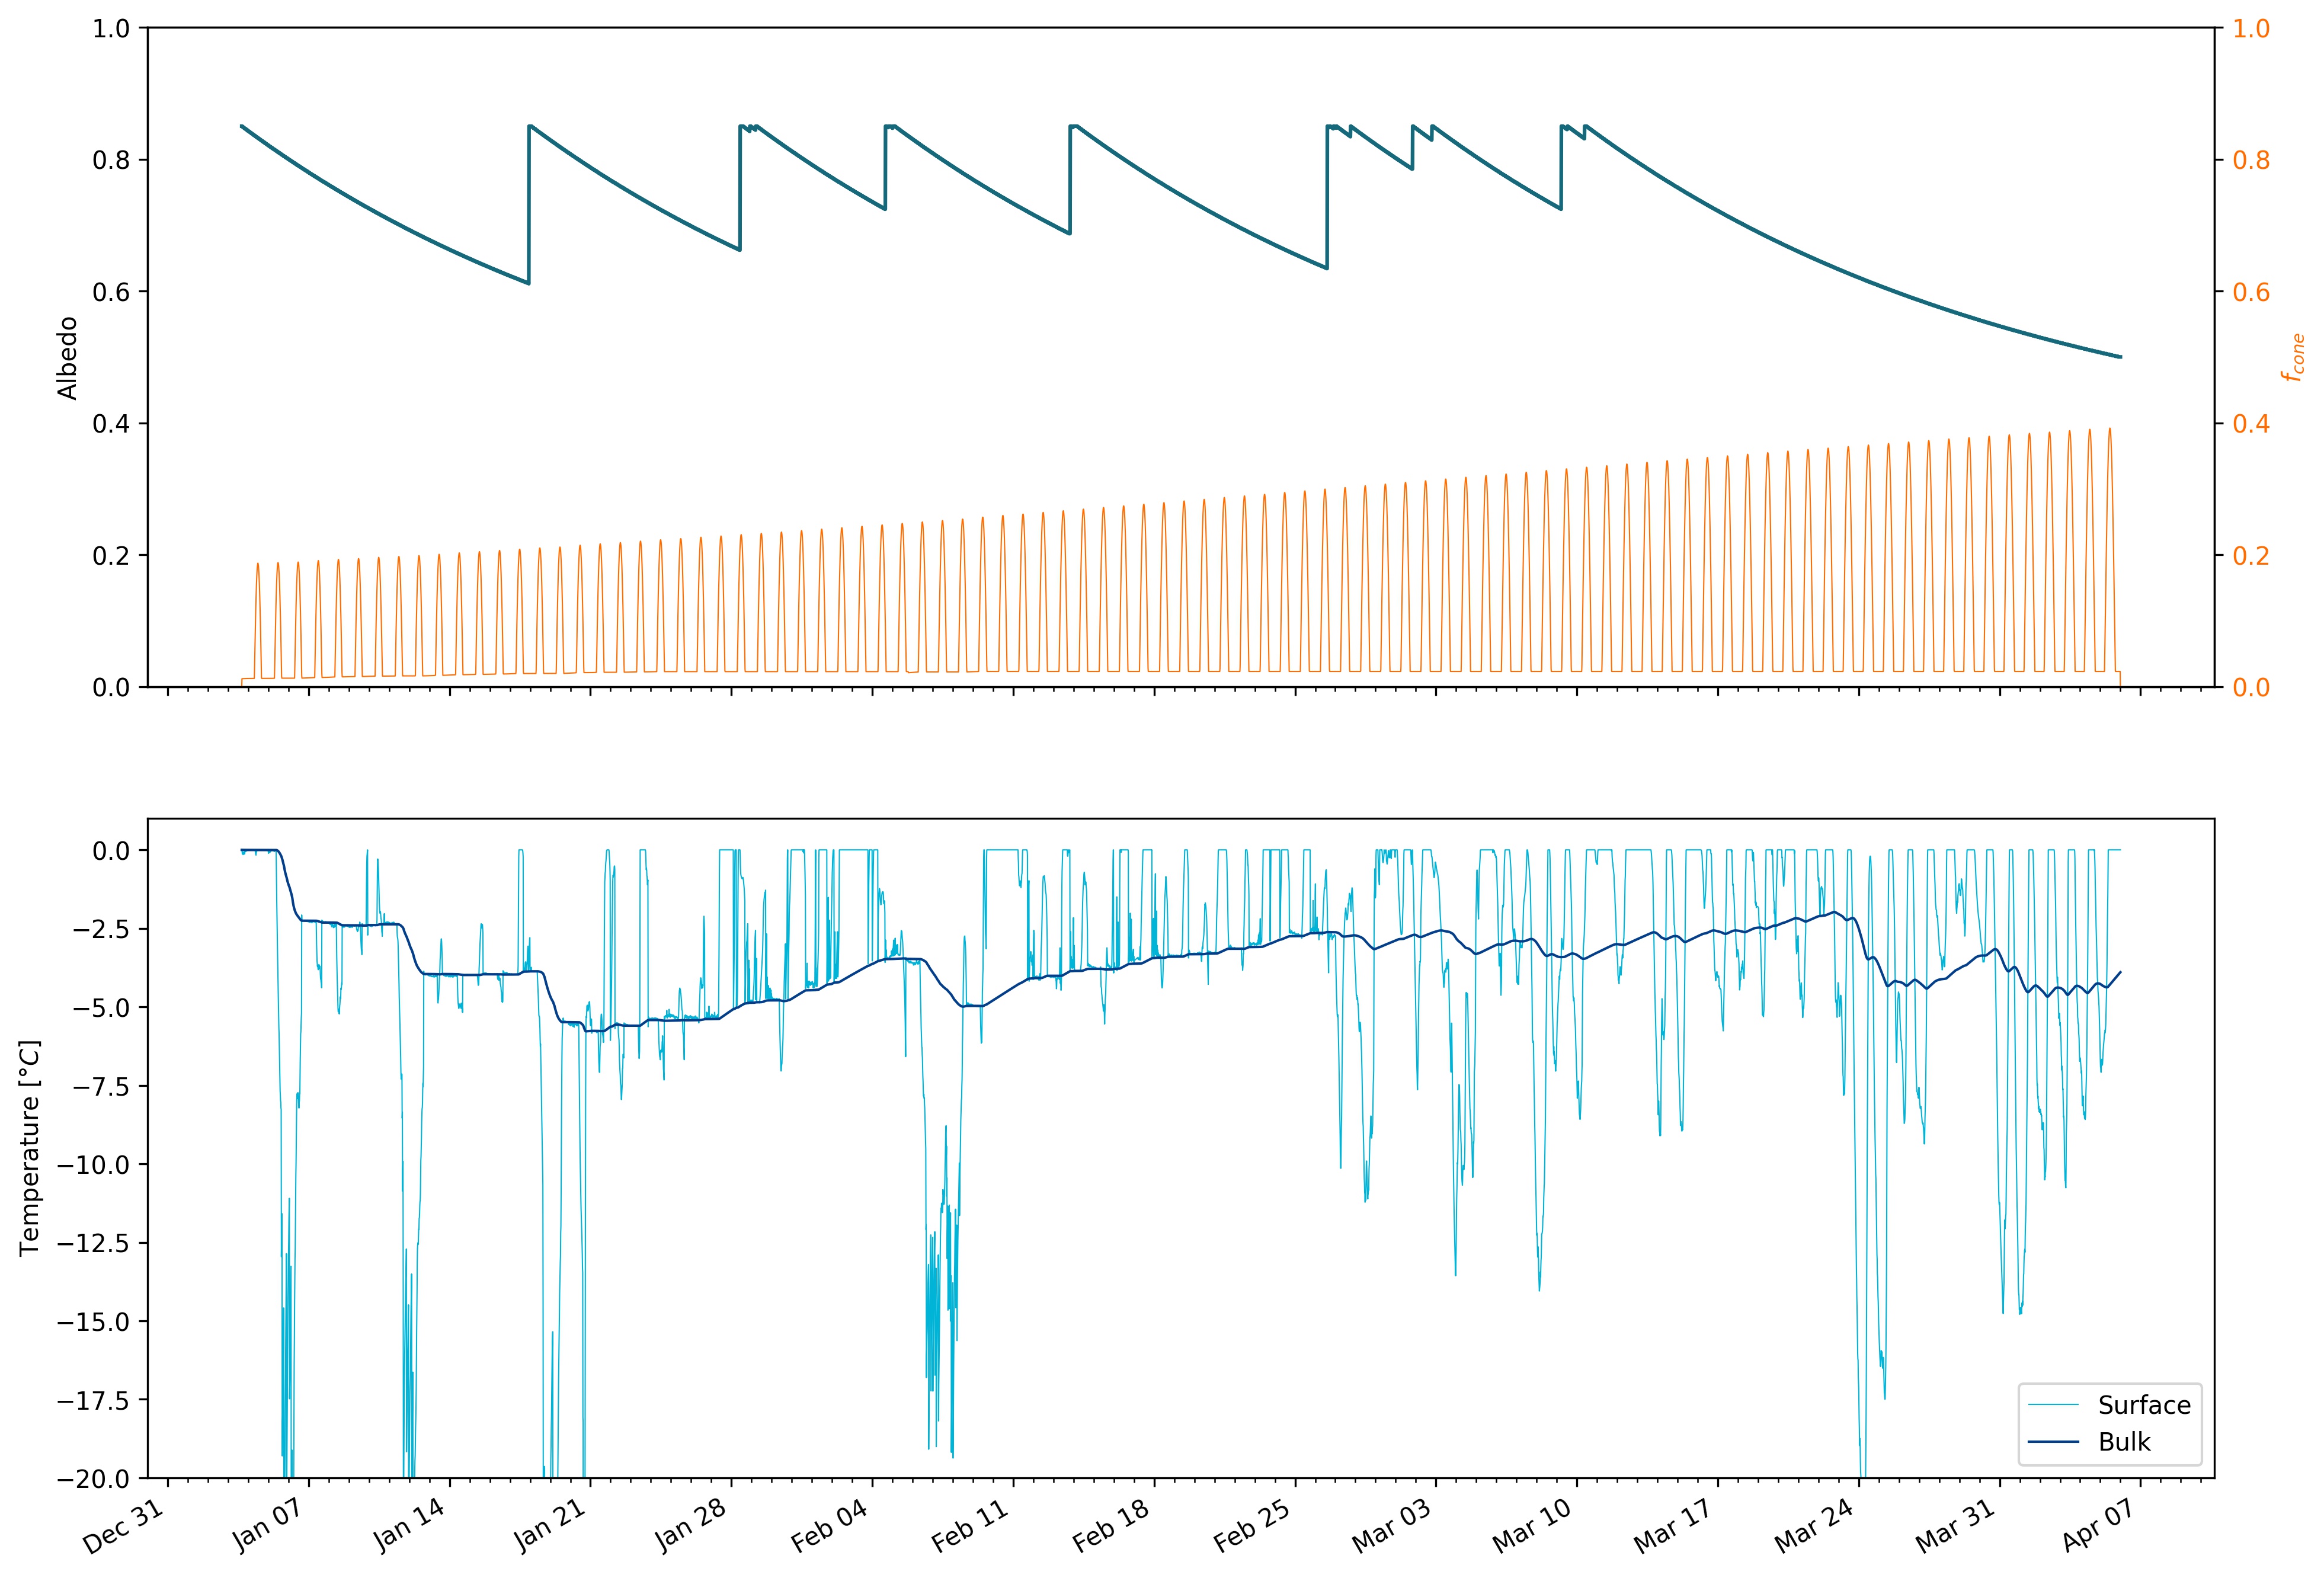 1.0
0.8
0.6
0.4
0.2
0.0
Albedo
1.0
0.8
0.6
0.4
0.2
0.0
f_cone
0.0
−2.5
−5.0
−7.5
−10.0
−12.5
−15.0
−17.5
−20.0
Temperature [°C]
Surface
Bulk
Dec 31
Jan 07
Jan 14
Jan 21
Jan 28
Feb 04
Feb 11
Feb 18
Feb 25
Mar 03
Mar 10
Mar 17
Mar 24
Mar 31
Apr 07